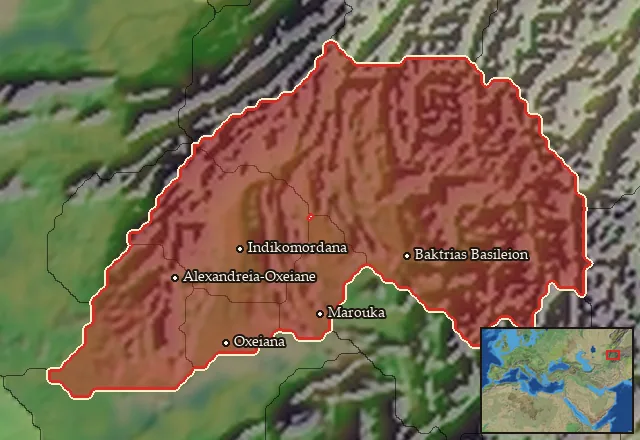 Indikomordana
Baktrias Basileion
Alexandreia-Oxeiane
Marouka
Oxeiana